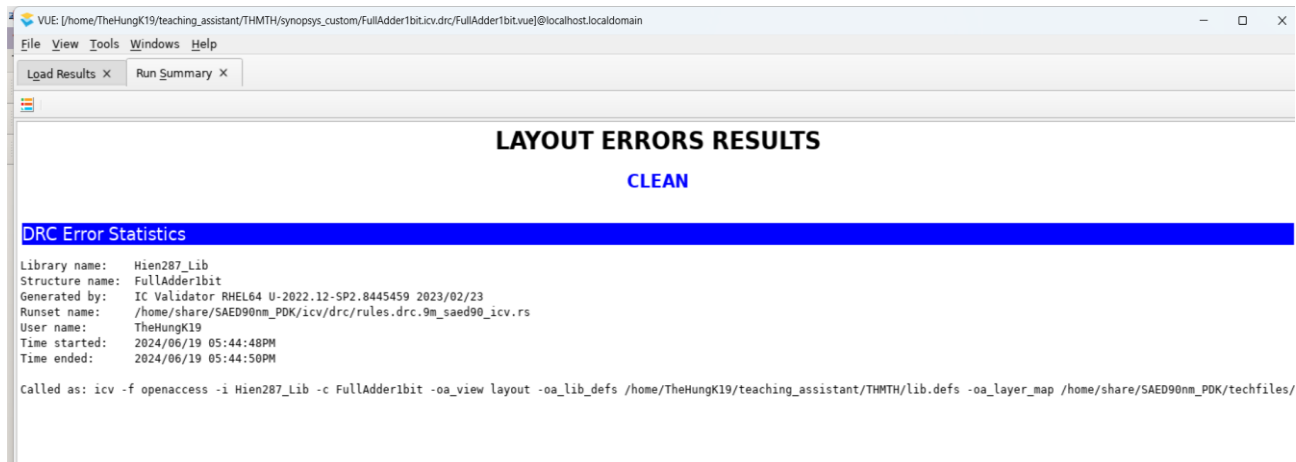 VUE: [/home/TheHungK19/teaching_assistant/THMTH/synopsys_custom/FullAdder1bit.icv.drc/FullAdder1bit.vue]@localhost.localdomain
File View Tools Windows Help
Load Results × Run Summary ×
LAYOUT ERRORS RESULTS
CLEAN
DRC Error Statistics
Library name: Hien287_Lib
Structure name: FullAdder1bit
Generated by: IC Validator RHEL64 U-2022.12-SP2.8445459 2023/02/23
Runset name: /home/share/SAED90nm_PDK/icv/drc/rules.drc.9m_saed90_icv.rs
User name: TheHungK19
Time started: 2024/06/19 05:44:48PM
Time ended: 2024/06/19 05:44:50PM
Called as: icv -f openaccess -i Hien287_Lib -c FullAdder1bit -oa_view layout -oa_lib_defs /home/TheHungK19/teaching_assistant/THMTH/lib.defs -oa_layer_map /home/share/SAED90nm_PDK/techfiles/